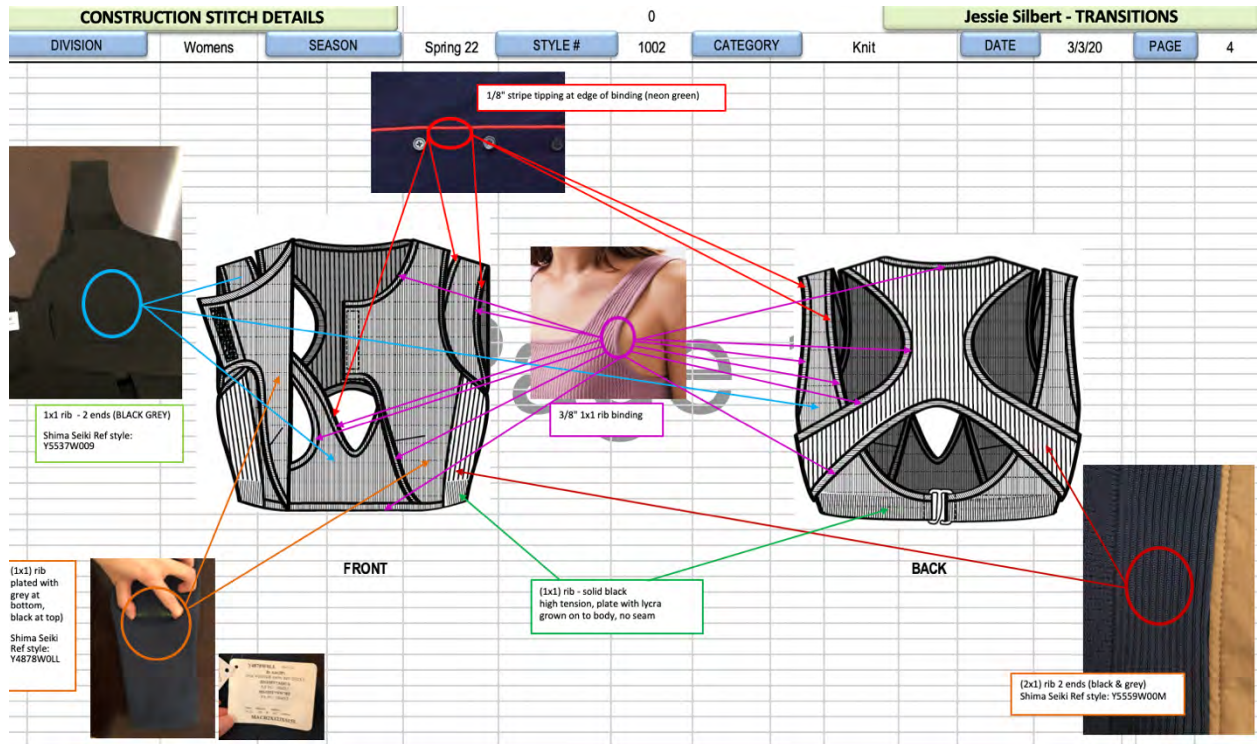 CONSTRUCTION STITCH DETAILS 0 Jessie Silbert - TRANSITIONS
DIVISION Womens SEASON Spring 22 STYLE # 1002 CATEGORY Knit DATE 3/3/20 PAGE 4
1/8" stripe tipping at edge of binding (neon green)
3/8" 1x1 rib binding
1x1 rib - 2 ends (BLACK GREY)
Shima Seiki Ref style:
Y5537W009
FRONT
BACK
(1x1) rib
plated with
grey at
bottom,
black at top)
Shima Seiki
Ref style:
Y4878W0LL
(1x1) rib - solid black
high tension, plate with lycra
grown on to body, no seam
(2x1) rib 2 ends (black & grey)
Shima Seiki Ref style: Y5559W00M